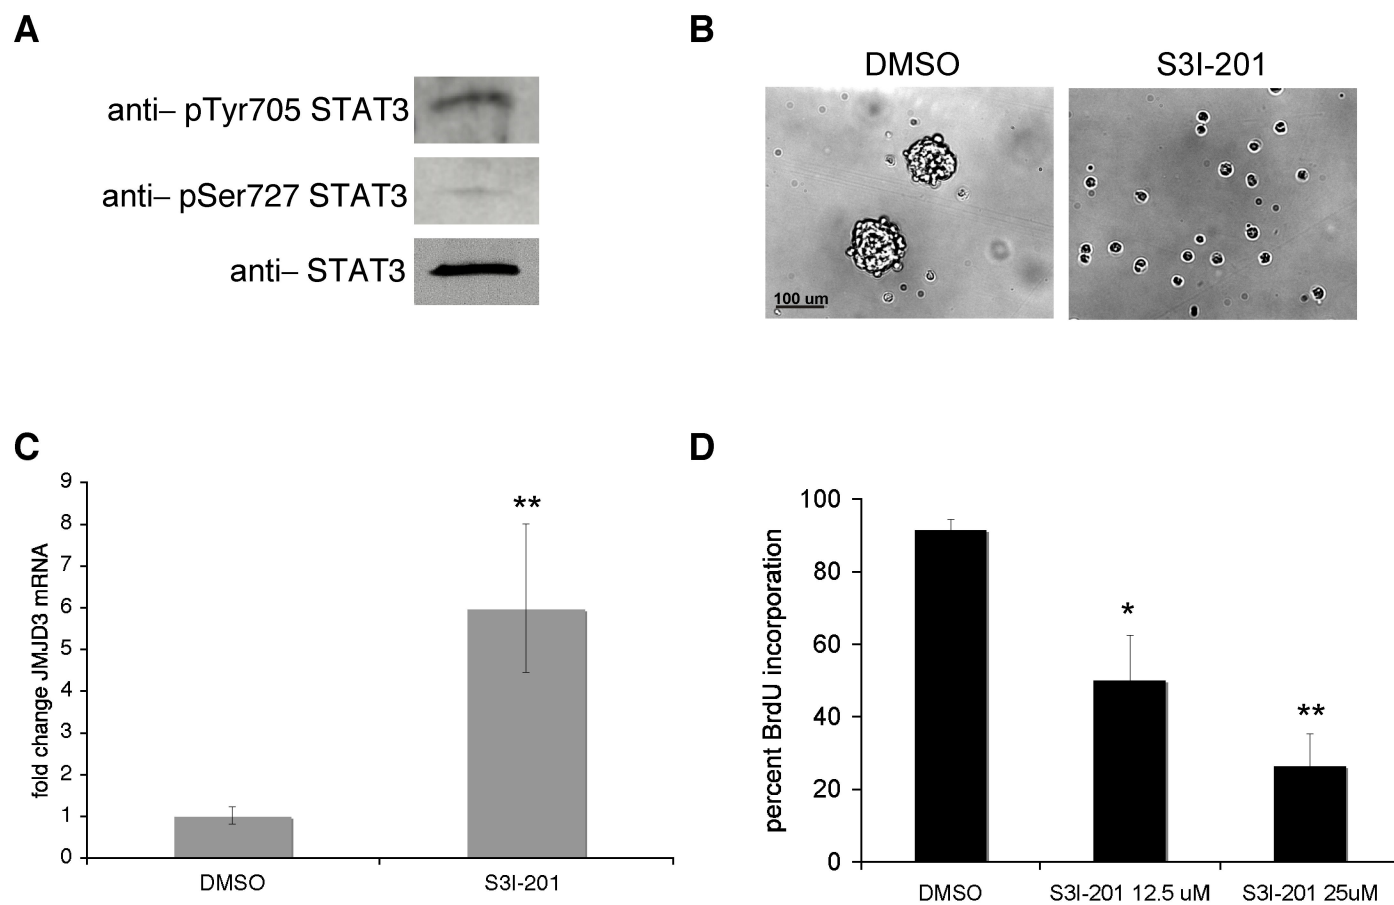 A
anti– pTyr705 STAT3
anti– pSer727 STAT3
anti– STAT3
B
DMSO
S3I-201
100 um
C
9
8
7
6
5
4
3
2
1
0
fold change JMJD3 mRNA
**
DMSO
S3I-201
D
100
80
60
40
20
0
percent BrdU incorporation
*
**
DMSO
S3I-201 12.5 uM
S3I-201 25uM